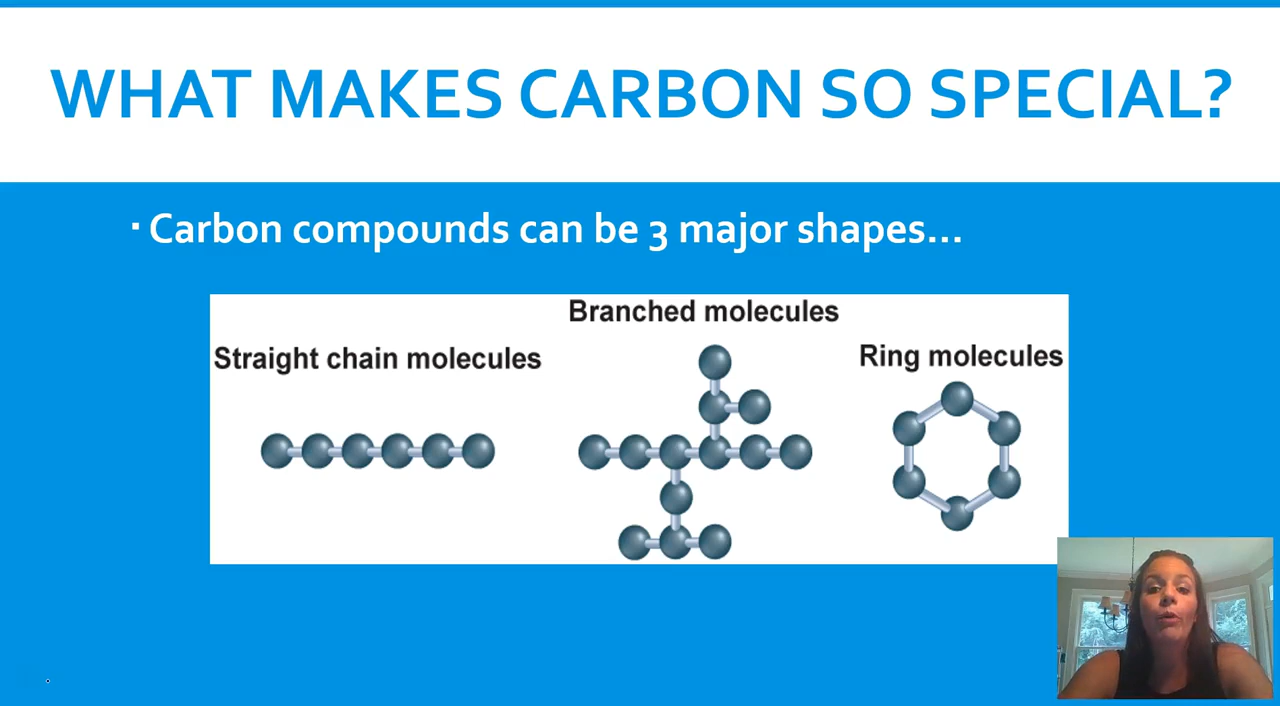 WHAT MAKES CARBON SO SPECIAL?
▪ Carbon compounds can be 3 major shapes…
Branched molecules
Straight chain molecules
Ring molecules